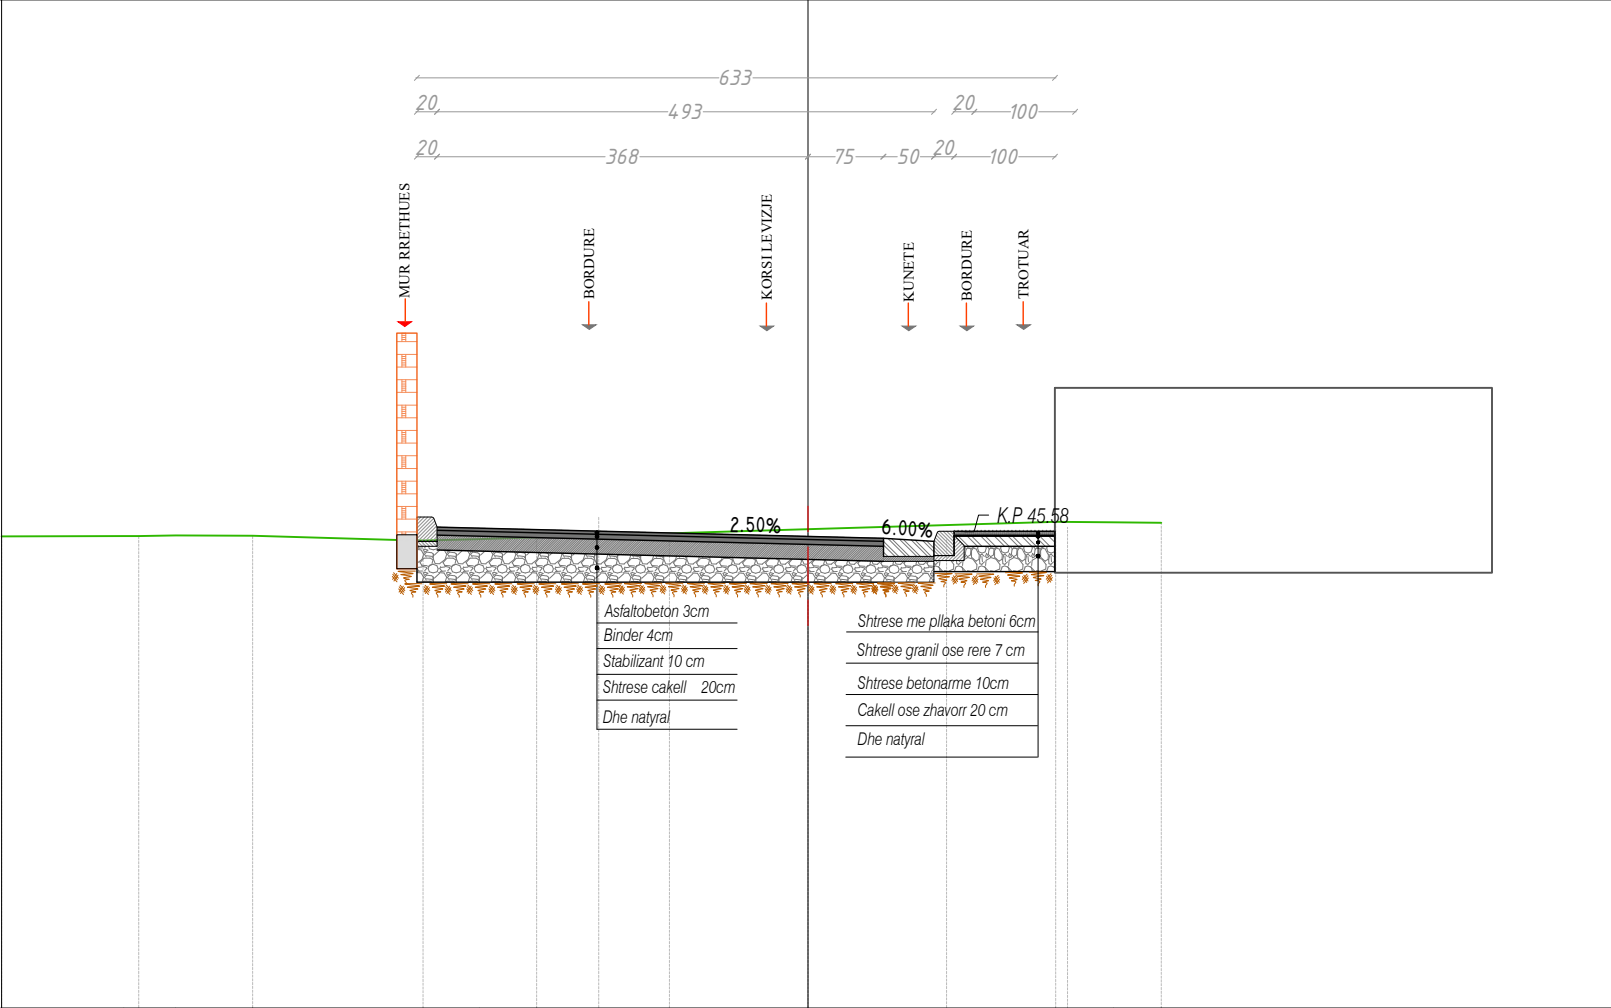 633
20 493 20 100
20 368 75 50 20 100
MUR RRETHUES
BORDURE
KORSI LEVIZJE
KUNETE
BORDURE
TROTUAR
2.50%
6.00%
K.P 45.58
Asfaltobeton 3cm
Binder 4cm
Stabilizant 10 cm
Shtrese cakell 20cm
Dhe natyral
Shtrese me pllaka betoni 6cm
Shtrese granil ose rere 7 cm
Shtrese betonarme 10cm
Cakell ose zhavorr 20 cm
Dhe natyral